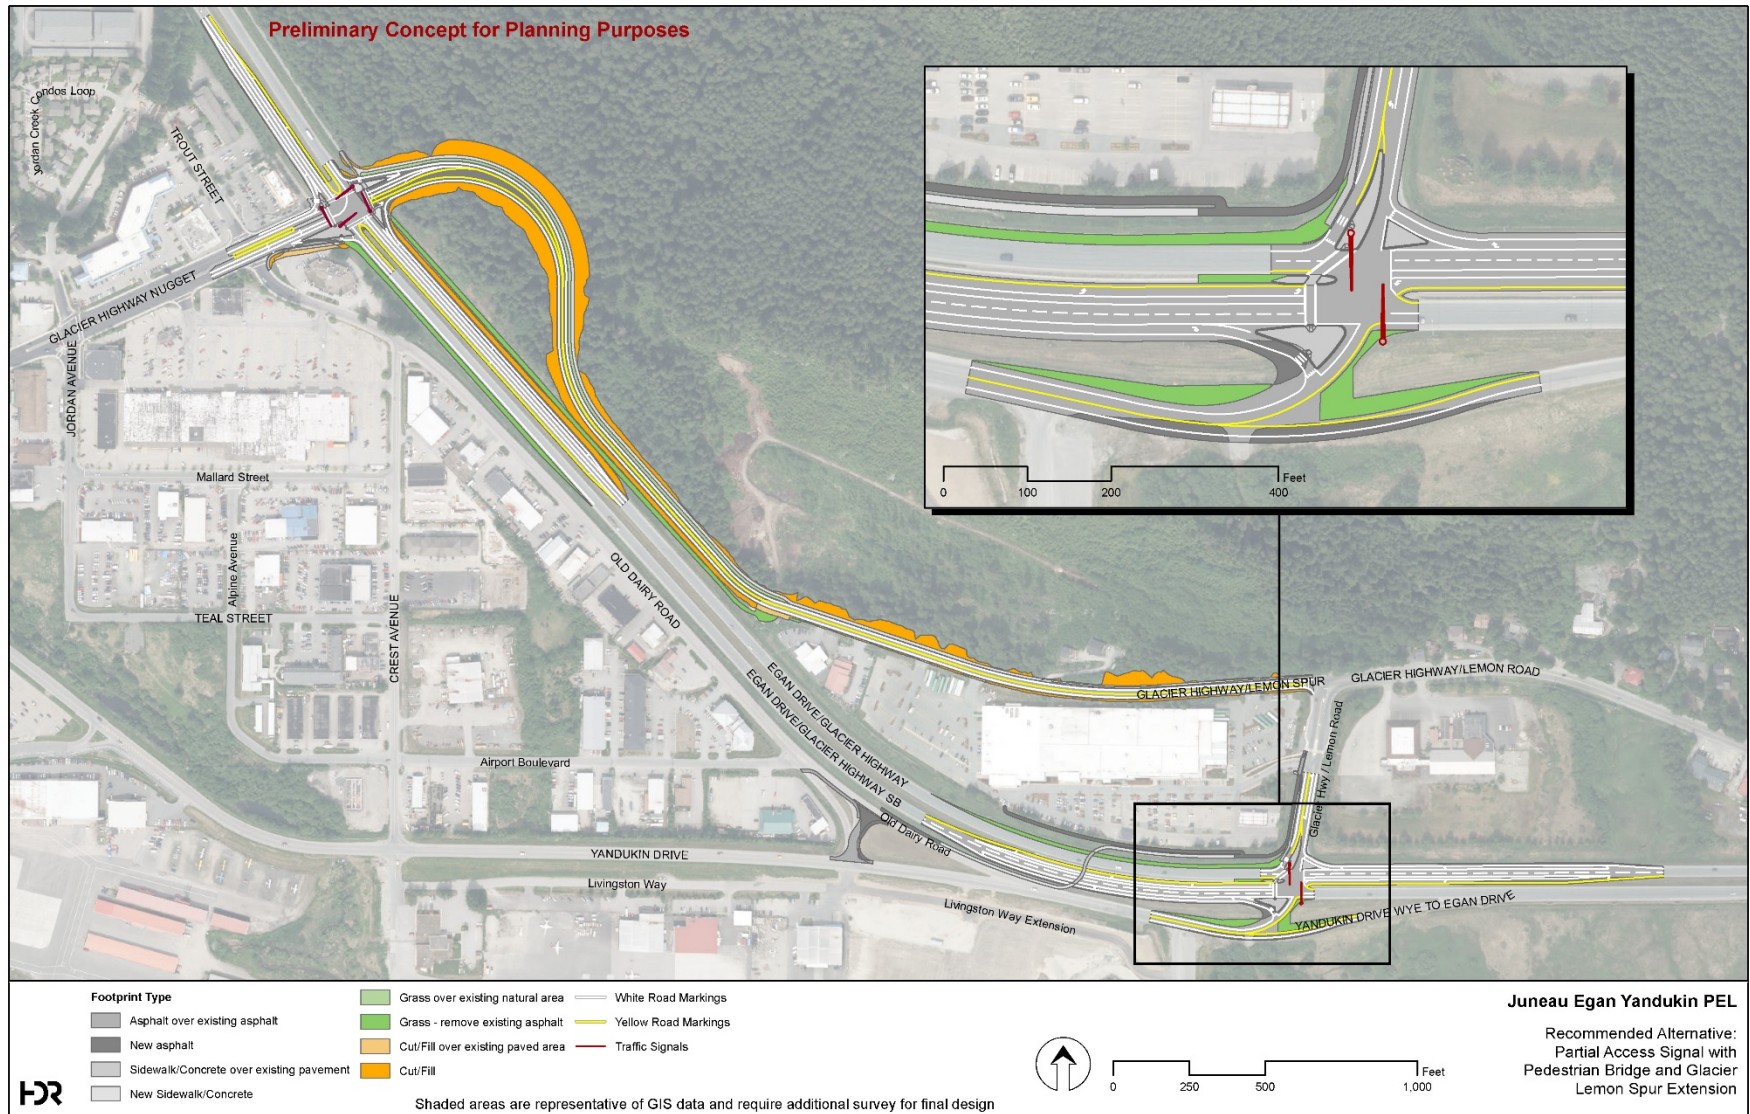 Preliminary Concept for Planning Purposes
Jordan Creek Condos Loop
TROUT STREET
GLACIER HIGHWAY NUGGET
JORDAN AVENUE
Mallard Street
Alpine Avenue
TEAL STREET
CREST AVENUE
OLD DAIRY ROAD
EGAN DRIVE/GLACIER HIGHWAY
EGAN DRIVE/GLACIER HIGHWAY SB
Airport Boulevard
Old Dairy Road
YANDUKIN DRIVE
Livingston Way
Livingston Way Extension
GLACIER HIGHWAY/LEMON SPUR
GLACIER HIGHWAY/LEMON ROAD
Glacier Hwy / Lemon Road
YANDUKIN DRIVE WYE TO EGAN DRIVE
Feet
0 100 200 400
Footprint Type
Asphalt over existing asphalt
New asphalt
Sidewalk/Concrete over existing pavement
New Sidewalk/Concrete
Grass over existing natural area
Grass - remove existing asphalt
Cut/Fill over existing paved area
Cut/Fill
White Road Markings
Yellow Road Markings
Traffic Signals
HDR
Shaded areas are representative of GIS data and require additional survey for final design
Feet
0 250 500 1,000
Juneau Egan Yandukin PEL
Recommended Alternative:
Partial Access Signal with
Pedestrian Bridge and Glacier
Lemon Spur Extension